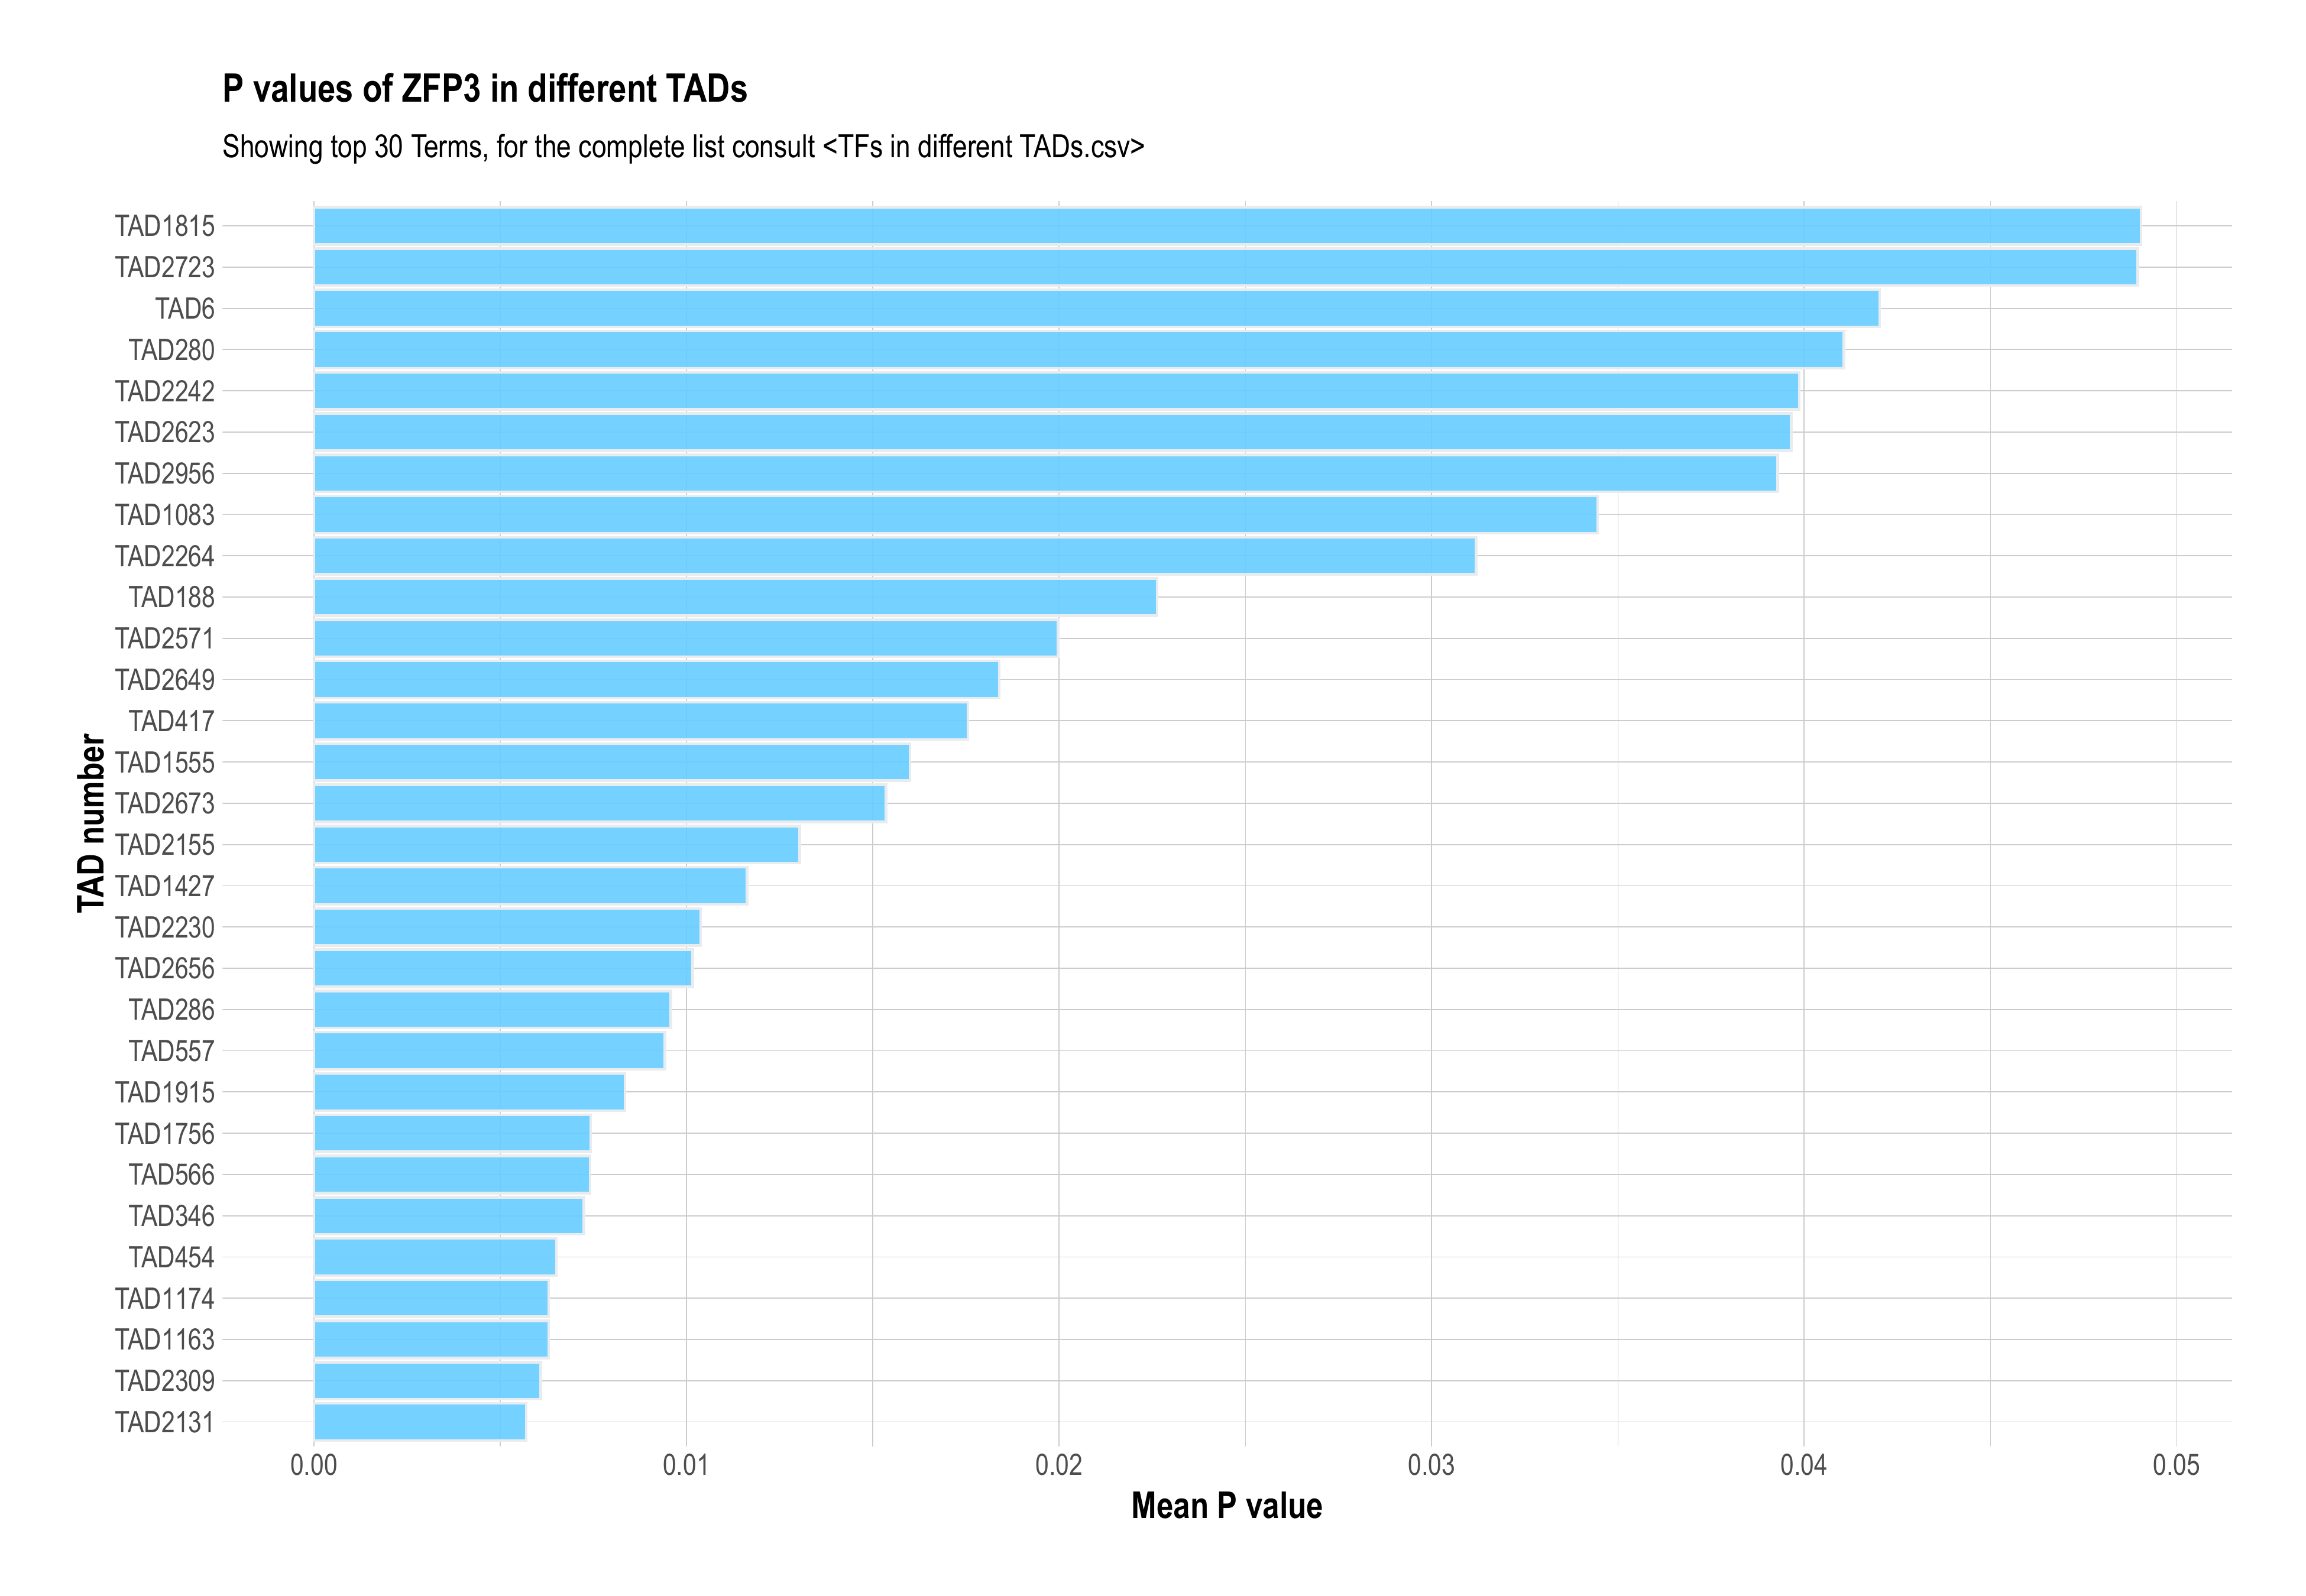 P values of ZFP3 in different TADs
Showing top 30 Terms, for the complete list consult <TFs in different TADs.csv>
TAD number
TAD1815
TAD2723
TAD6
TAD280
TAD2242
TAD2623
TAD2956
TAD1083
TAD2264
TAD188
TAD2571
TAD2649
TAD417
TAD1555
TAD2673
TAD2155
TAD1427
TAD2230
TAD2656
TAD286
TAD557
TAD1915
TAD1756
TAD566
TAD346
TAD454
TAD1174
TAD1163
TAD2309
TAD2131
0.00 0.01 0.02 0.03 0.04 0.05
Mean P value